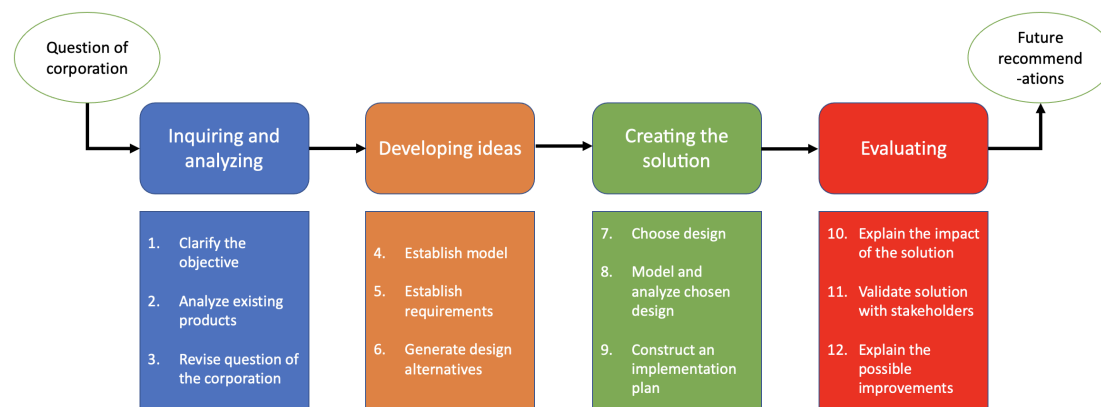 Question of
corporation
Future
recommend
-ations
Inquiring and
analyzing
Developing ideas
Creating the
solution
Evaluating
1. Clarify the
objective
2. Analyze existing
products
3. Revise question of
the corporation
4. Establish model
5. Establish
requirements
6. Generate design
alternatives
7. Choose design
8. Model and
analyze chosen
design
9. Construct an
implementation
plan
10. Explain the impact
of the solution
11. Validate solution
with stakeholders
12. Explain the
possible
improvements